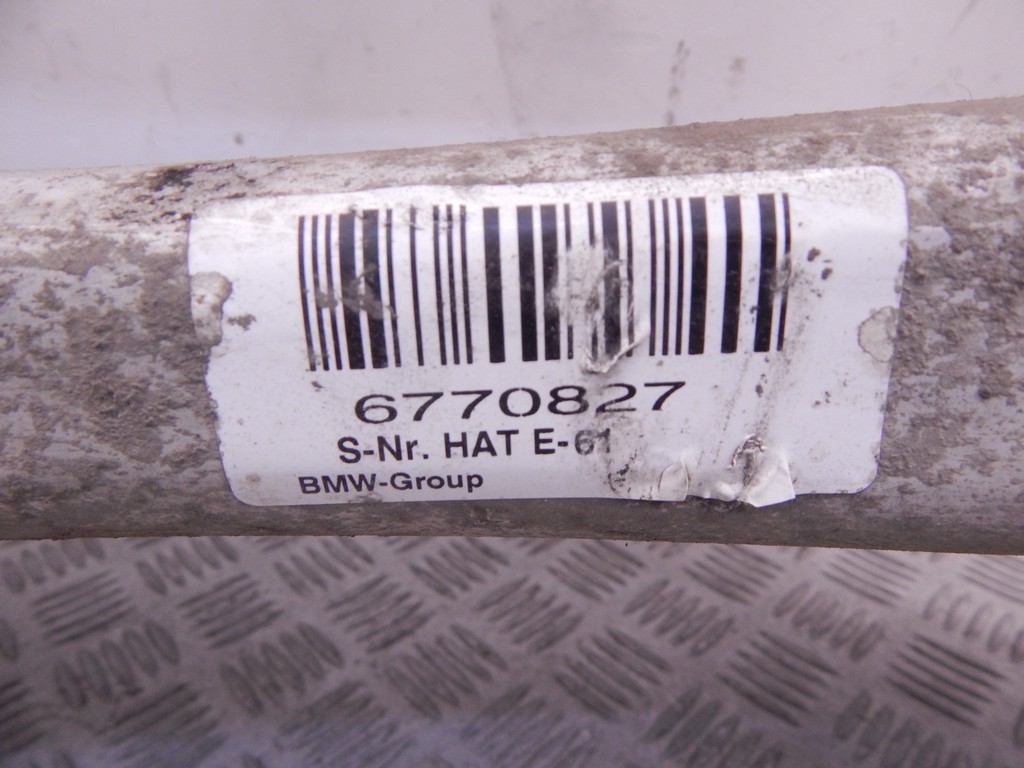 6770827
S-Nr. HAT E-61
BMW-Group